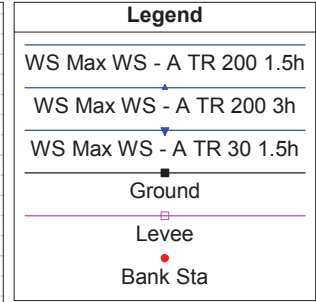 Legend
WS Max WS - A TR 200 1.5h
WS Max WS - A TR 200 3h
WS Max WS - A TR 30 1.5h
Ground
Levee
Bank Sta